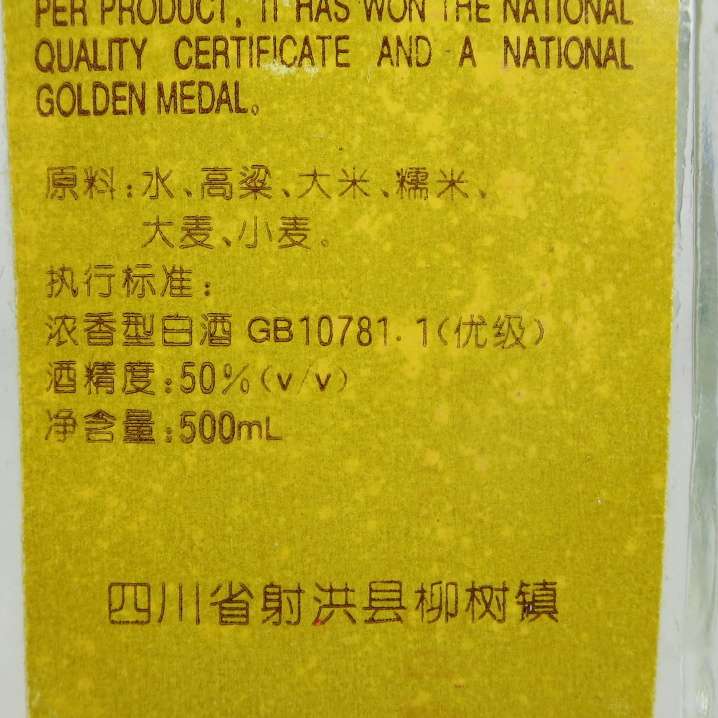 PER PRODUCT, IT HAS WON THE NATIONAL
QUALITY CERTIFICATE AND A NATIONAL
GOLDEN MEDAL。
原料:水、高粱、大米、糯米、
大麦、小麦。
执行标准:
浓香型白酒 GB10781.1(优级)
酒精度:50%(v/v)
净含量:500mL
四川省射洪县柳树镇